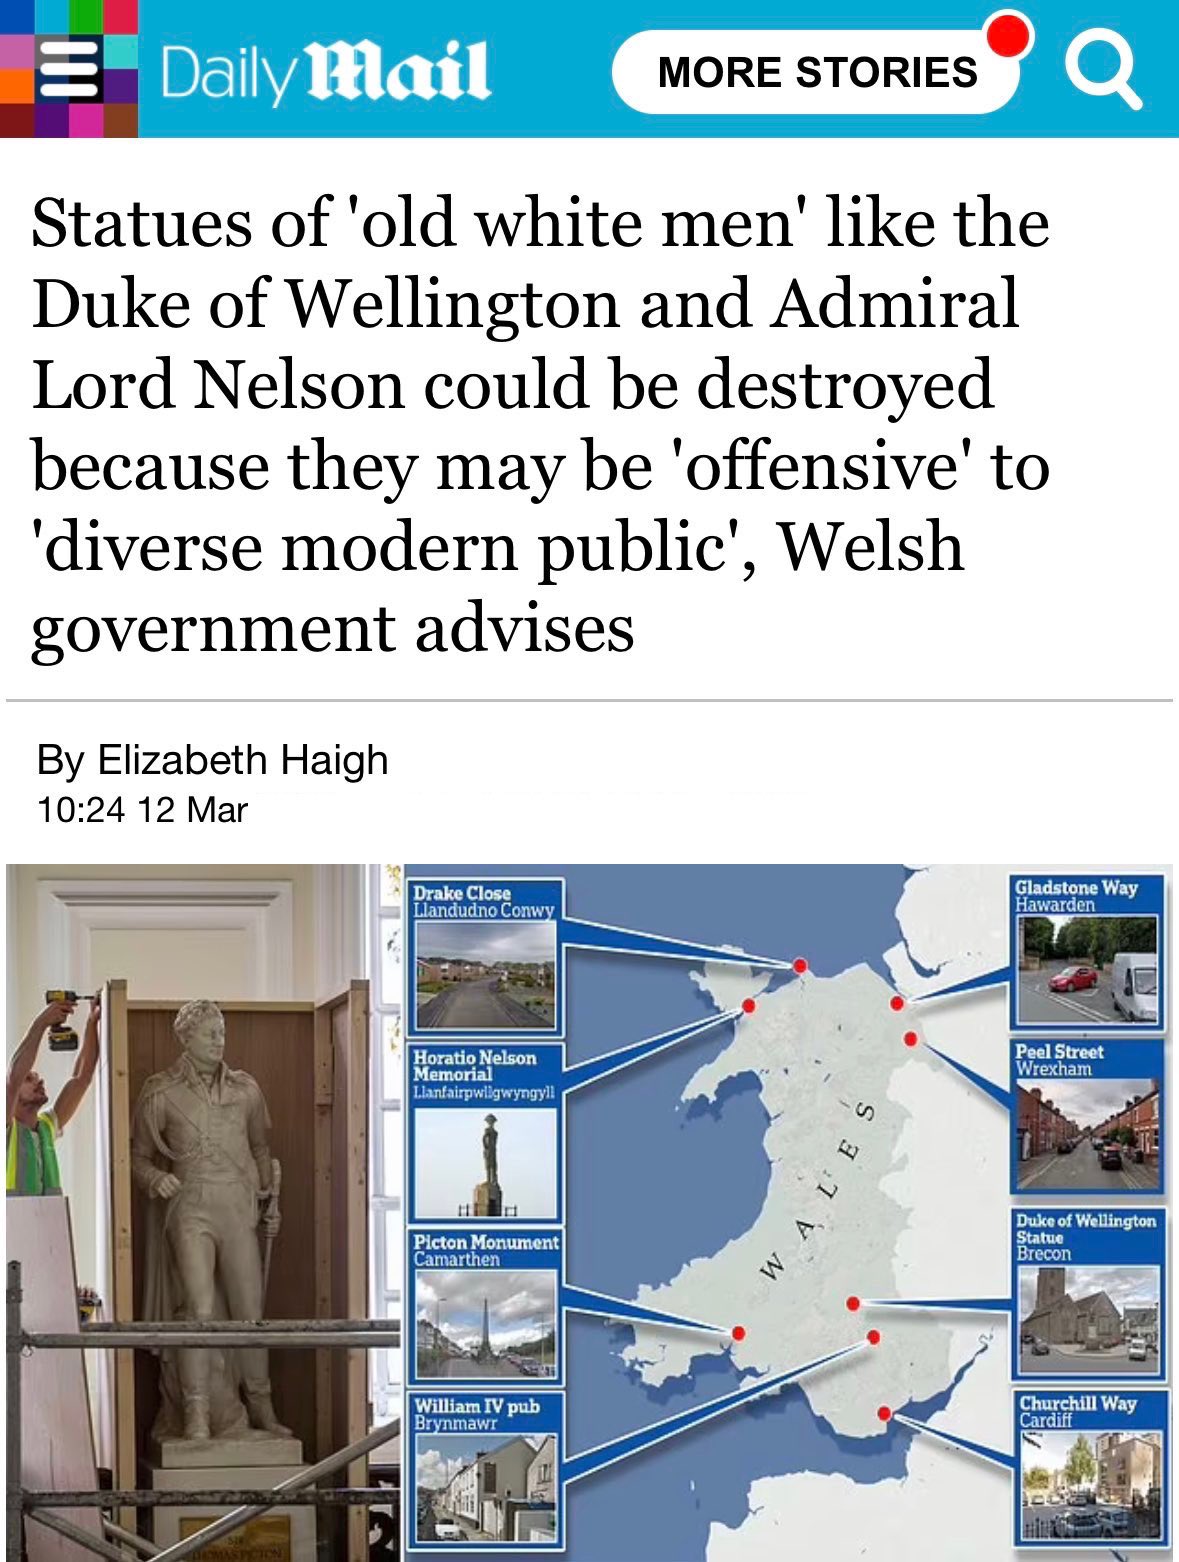 Daily Mail
MORE STORIES
Statues of 'old white men' like the
Duke of Wellington and Admiral
Lord Nelson could be destroyed
because they may be 'offensive' to
'diverse modern public', Welsh
government advises
By Elizabeth Haigh
10:24 12 Mar
Drake Close
Llandudno Conwy
Horatio Nelson
Memorial
Llanfairpwllgwyngyll
Picton Monument
Camarthen
William IV pub
Brynmawr
WALES
Gladstone Way
Hawarden
Peel Street
Wrexham
Duke of Wellington
Statue
Brecon
Churchill Way
Cardiff
SIR
THOMAS PICTON